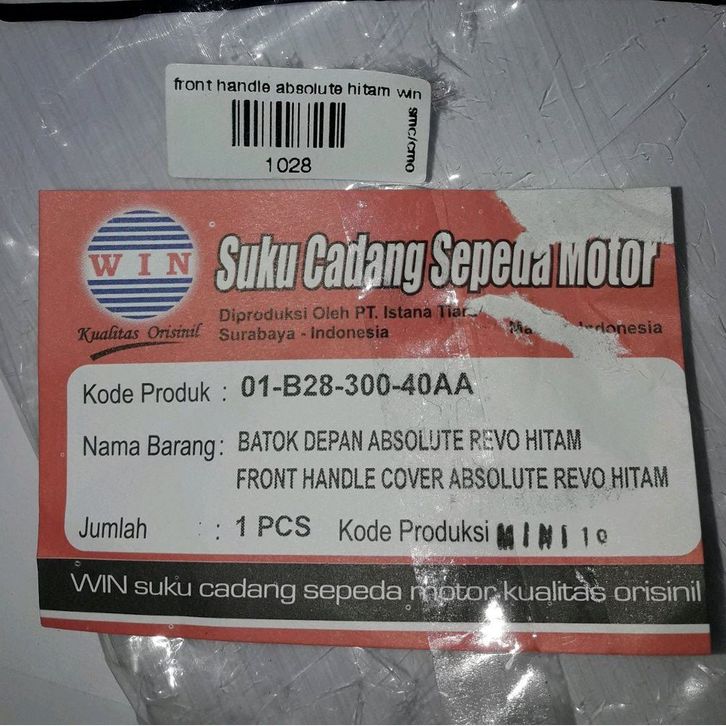 front handle absolute hitam win
smc/cmo
1028
WIN
Kualitas Orisinil
Suku Cadang Sepeda Motor
Diproduksi Oleh PT. Istana
Surabaya - Indonesia
Indonesia
Kode Produk : 01-B28-300-40AA
Nama Barang : BATOK DEPAN ABSOLUTE REVO HITAM
FRONT HANDLE COVER ABSOLUTE REVO HITAM
Jumlah : 1 PCS Kode Produksi
WIN suku cadang sepeda motor kualitas orisinil